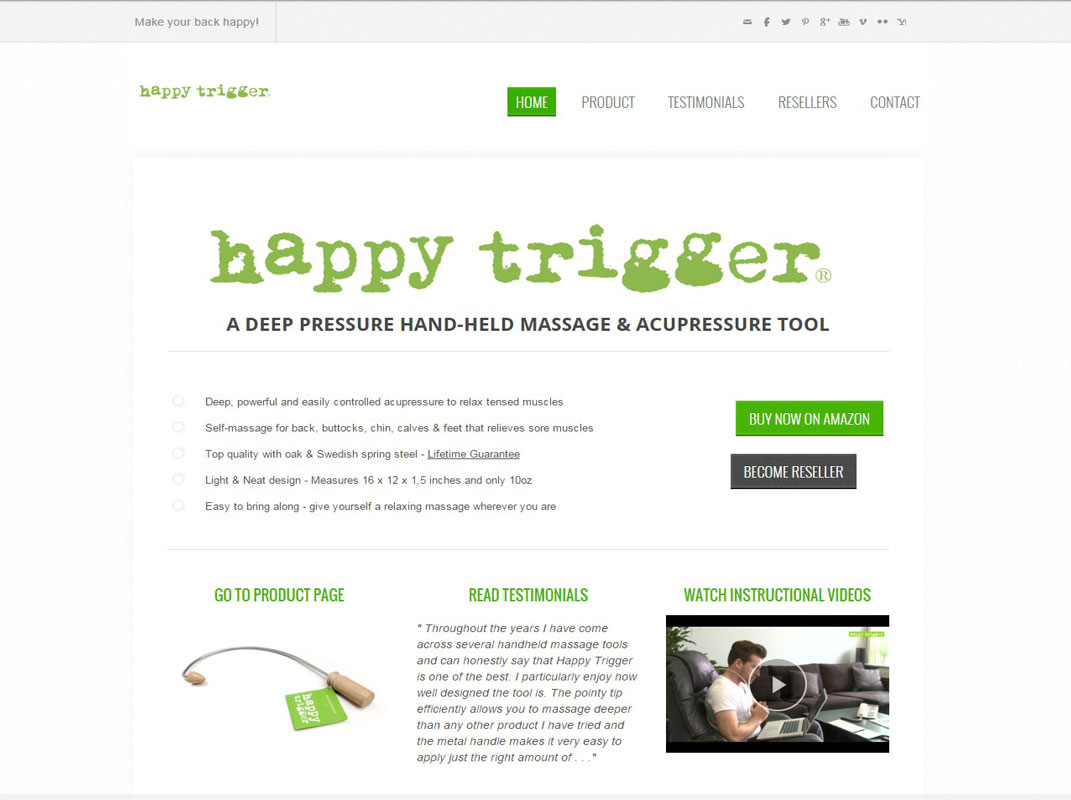 Make your back happy!
happy trigger
HOME PRODUCT TESTIMONIALS RESELLERS CONTACT
happy trigger®
A DEEP PRESSURE HAND-HELD MASSAGE & ACUPRESSURE TOOL
Deep, powerful and easily controlled acupressure to relax tensed muscles
Self-massage for back, buttocks, chin, calves & feet that relieves sore muscles
Top quality with oak & Swedish spring steel - Lifetime Guarantee
Light & Neat design - Measures 16 x 12 x 1,5 inches and only 10oz
Easy to bring along - give yourself a relaxing massage wherever you are
BUY NOW ON AMAZON
BECOME RESELLER
GO TO PRODUCT PAGE
happy
trigger
READ TESTIMONIALS
" Throughout the years I have come
across several handheld massage tools
and can honestly say that Happy Trigger
is one of the best. I particularly enjoy how
well designed the tool is. The pointy tip
efficiently allows you to massage deeper
than any other product I have tried and
the metal handle makes it very easy to
apply just the right amount of . . ."
WATCH INSTRUCTIONAL VIDEOS
happy trigger